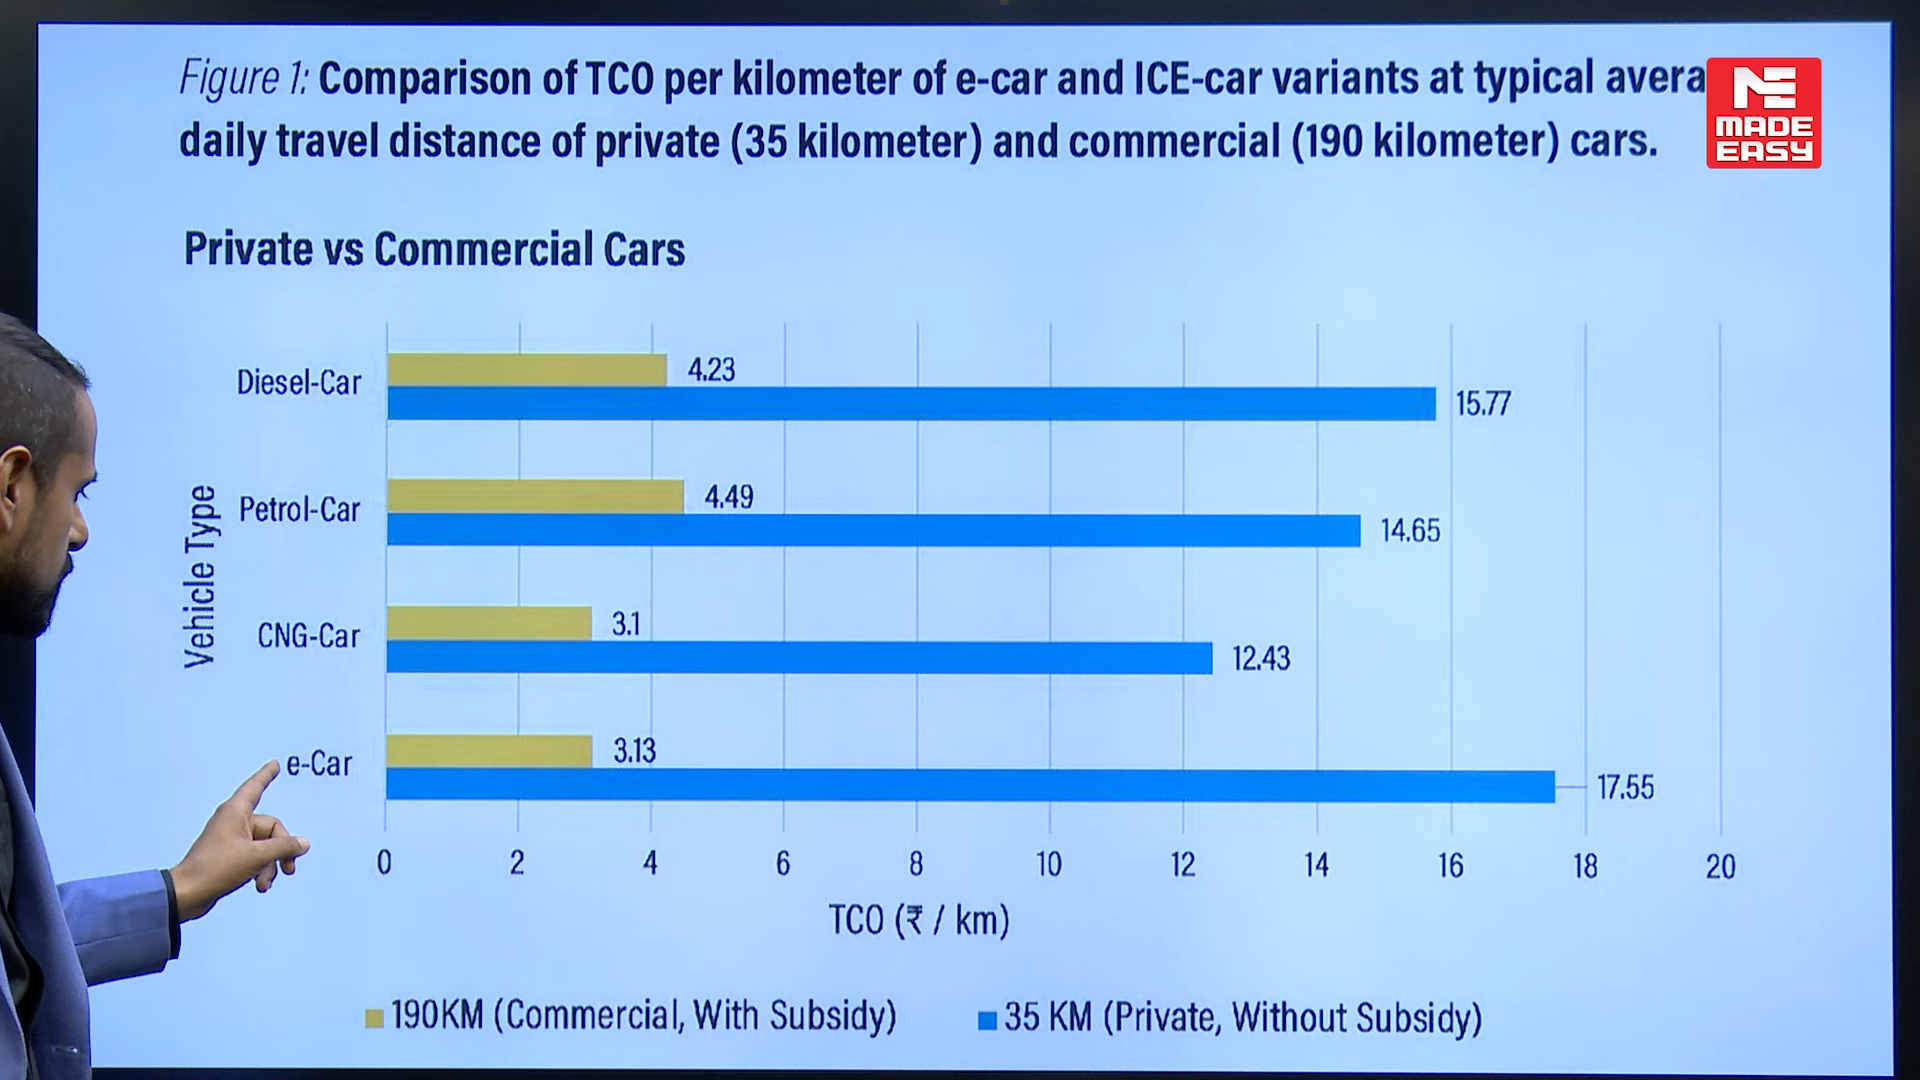 Figure 1: Comparison of TCO per kilometer of e-car and ICE-car variants at typical avera
daily travel distance of private (35 kilometer) and commercial (190 kilometer) cars.
ME
MADE
EASY
Private vs Commercial Cars
Vehicle Type
Diesel-Car
4.23
15.77
Petrol-Car
4.49
14.65
CNG-Car
3.1
12.43
e-Car
3.13
17.55
0 2 4 6 8 10 12 14 16 18 20
TCO (₹ / km)
190KM (Commercial, With Subsidy)
35 KM (Private, Without Subsidy)